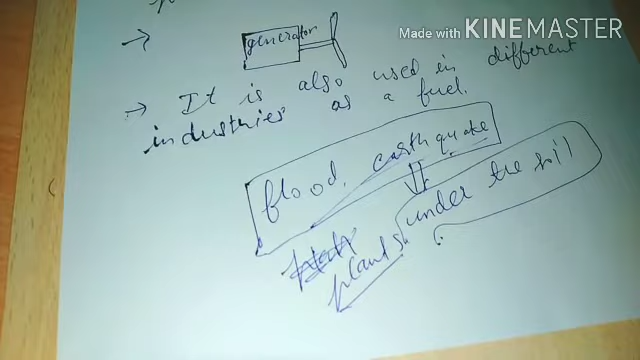 Made with KINEMASTER
→ generator
→ It is also used in different
industries as a fuel.
flood, earthquake
plants under the soil